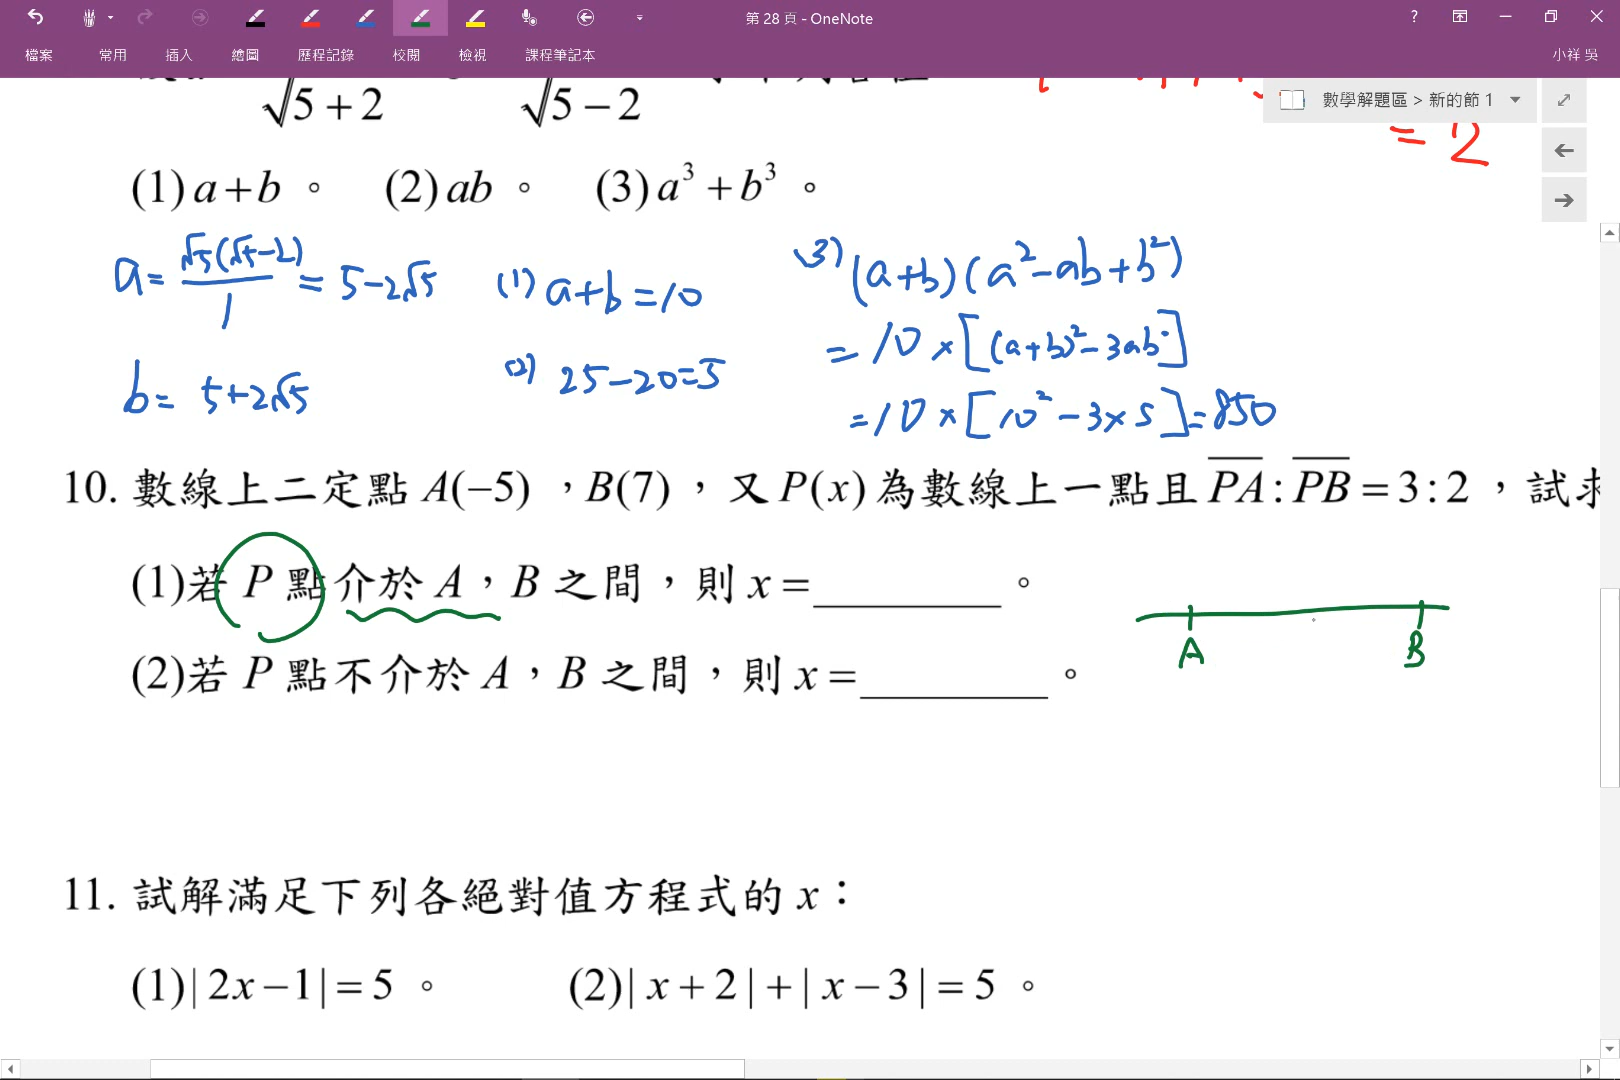 第 28 頁 - OneNote
?
檔案 常用 插入 繪圖 歷程記錄 校閱 檢視 課程筆記本 小祥 吳
數學解題區 > 新的節 1
√5 + 2 √5 − 2
= 2
(1) a + b 。 (2) ab 。 (3) a³ + b³ 。
a = √5(√5−2) / 1 = 5−2√5
(1) a+b = 10
(3) (a+b)(a²−ab+b²)
= 10 × [(a+b)²−3ab]
b = 5+2√5
(2) 25−20=5
= 10 × [10²−3×5] = 850
10. 數線上二定點 A(−5) ,B(7) ,又 P(x) 為數線上一點且 PA : PB = 3 : 2 ,試求
(1)若 P 點介於 A,B 之間,則 x = ________ 。
A B
(2)若 P 點不介於 A,B 之間,則 x = ________ 。
11. 試解滿足下列各絕對值方程式的 x:
(1) | 2x − 1 | = 5 。 (2) | x + 2 | + | x − 3 | = 5 。